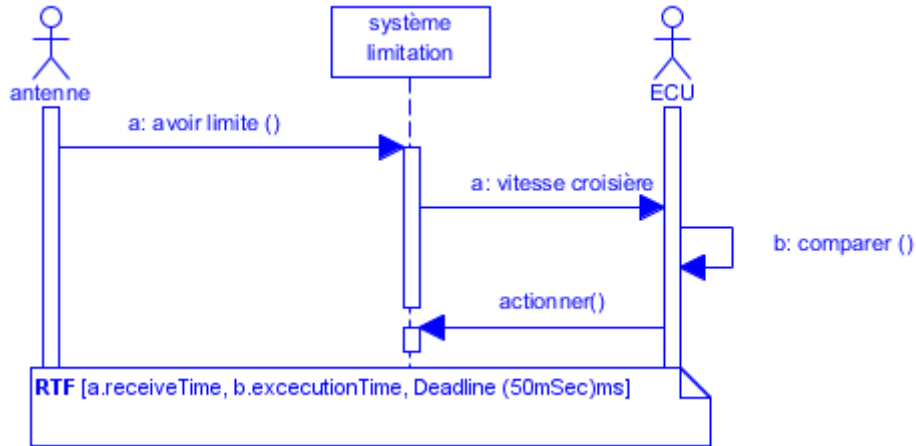 système
limitation
antenne
ECU
a: avoir limite ()
a: vitesse croisière
b: comparer ()
actionner()
RTF [a.receiveTime, b.excecutionTime, Deadline (50mSec)ms]